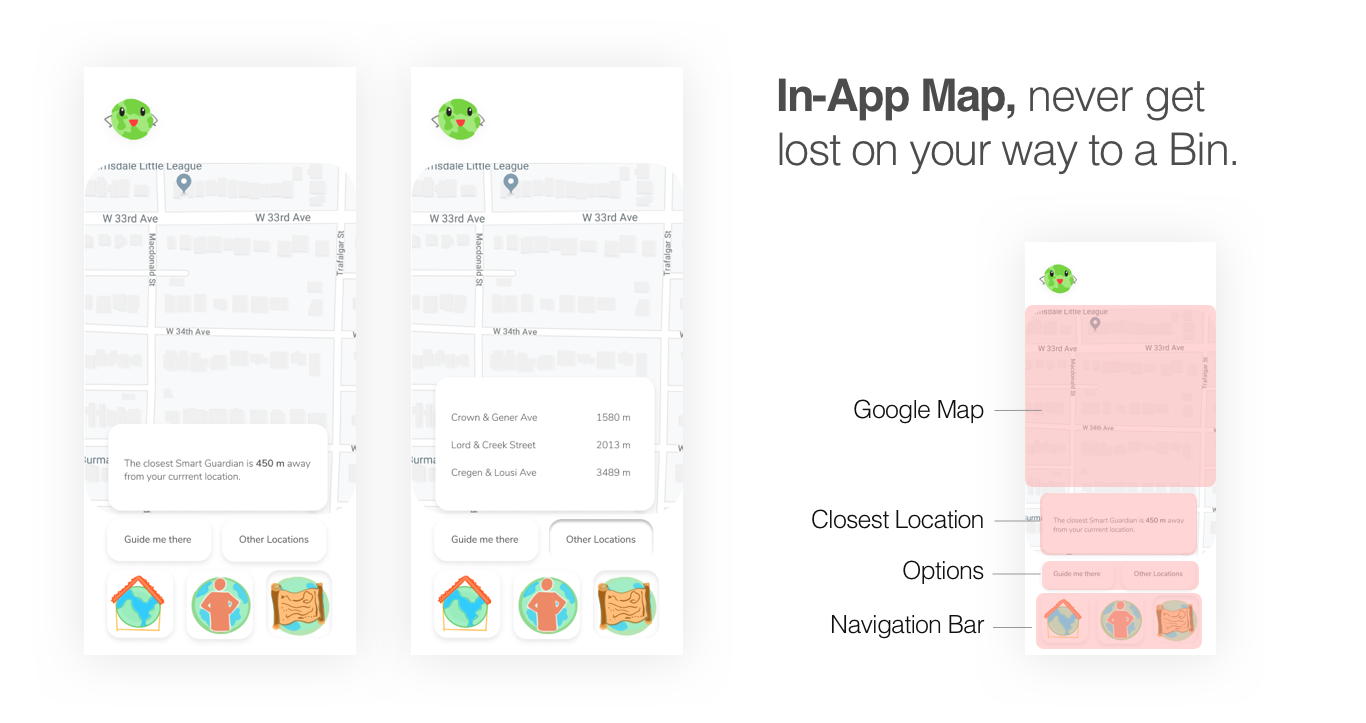 rnsdale Little League
W 33rd Ave
W 33rd Ave
Macdonald St
Trafalgar St
W 34th Ave
The closest Smart Guardian is 450 m away
from your currrent location.
Guide me there
Other Locations
rnsdale Little League
W 33rd Ave
W 33rd Ave
Macdonald St
Trafalgar St
W 34th Ave
Crown & Gener Ave 1580 m
Lord & Creek Street 2013 m
Cregen & Lousi Ave 3489 m
Guide me there
Other Locations
In-App Map, never get
lost on your way to a Bin.
rnsdale Little League
W 33rd Ave
W 33rd Ave
Macdonald St
Trafalgar St
W 34th Ave
The closest Smart Guardian is 450 m away
from your currrent location.
Guide me there
Other Locations
Google Map
Closest Location
Options
Navigation Bar